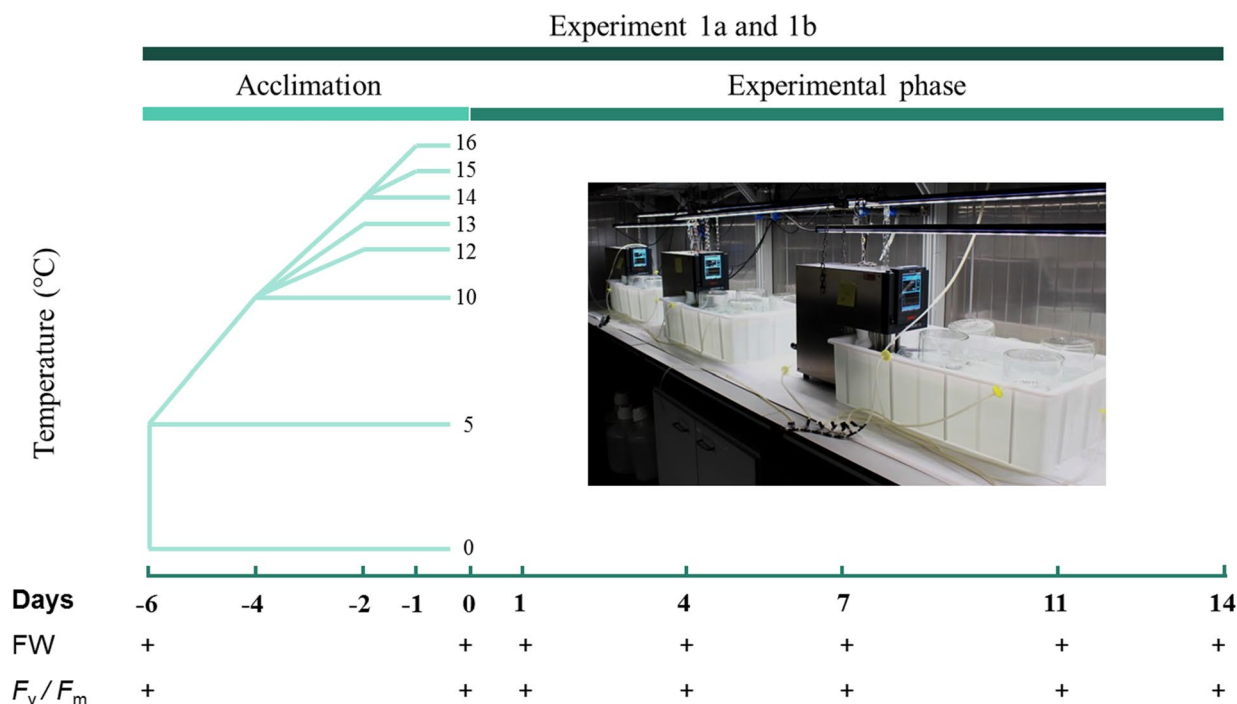 Experiment 1a and 1b
Acclimation
Experimental phase
Temperature (°C)
16
15
14
13
12
10
5
0
Days -6 -4 -2 -1 0 1 4 7 11 14
FW + + + + + + +
Fv / Fm + + + + + + +